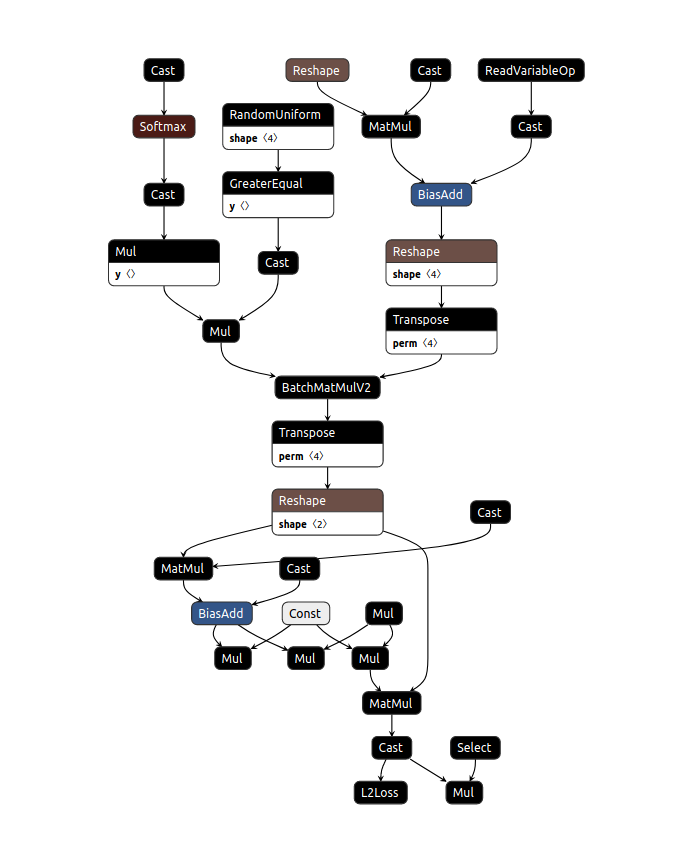 Cast
Reshape
Cast
ReadVariableOp
RandomUniform
shape 〈4〉
Softmax
MatMul
Cast
GreaterEqual
y 〈〉
Cast
BiasAdd
Mul
y 〈〉
Cast
Reshape
shape 〈4〉
Mul
Transpose
perm 〈4〉
BatchMatMulV2
Transpose
perm 〈4〉
Reshape
shape 〈2〉
Cast
MatMul
Cast
BiasAdd
Const
Mul
Mul
Mul
Mul
MatMul
Cast
Select
L2Loss
Mul